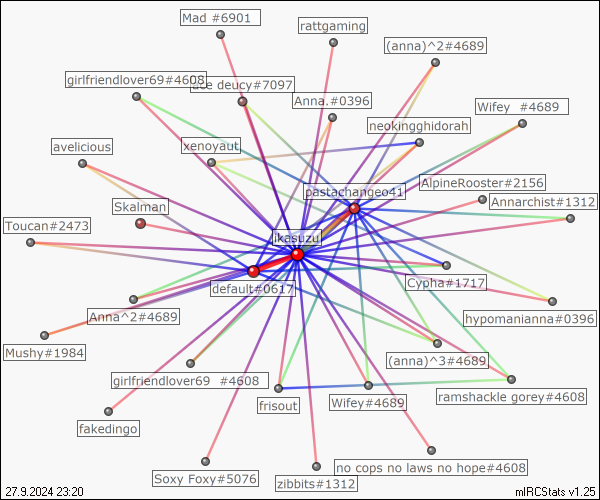 Mad #6901
rattgaming
(anna)^2#4689
girlfriendlover69#4608
ace deucy#7097
Anna.#0396
Wifey  #4689
neokingghidorah
avelicious
xenoyaut
pastachangeo41
AlpineRooster#2156
Annarchist#1312
Skalman
Toucan#2473
ikasuzu
default#0617
Cypha#1717
Anna^2#4689
hypomanianna#0396
Mushy#1984
(anna)^3#4689
girlfriendlover69  #4608
frisout
Wifey#4689
ramshackle gorey#4608
fakedingo
Soxy Foxy#5076
zibbits#1312
no cops no laws no hope#4608
27.9.2024 23:20
mIRCStats v1.25